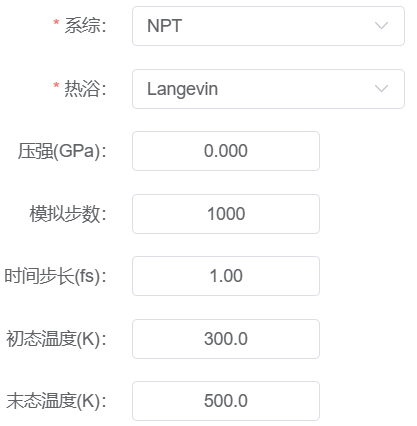 * 系综: NPT
* 热浴: Langevin
压强(GPa): 0.000
模拟步数: 1000
时间步长(fs): 1.00
初态温度(K): 300.0
末态温度(K): 500.0